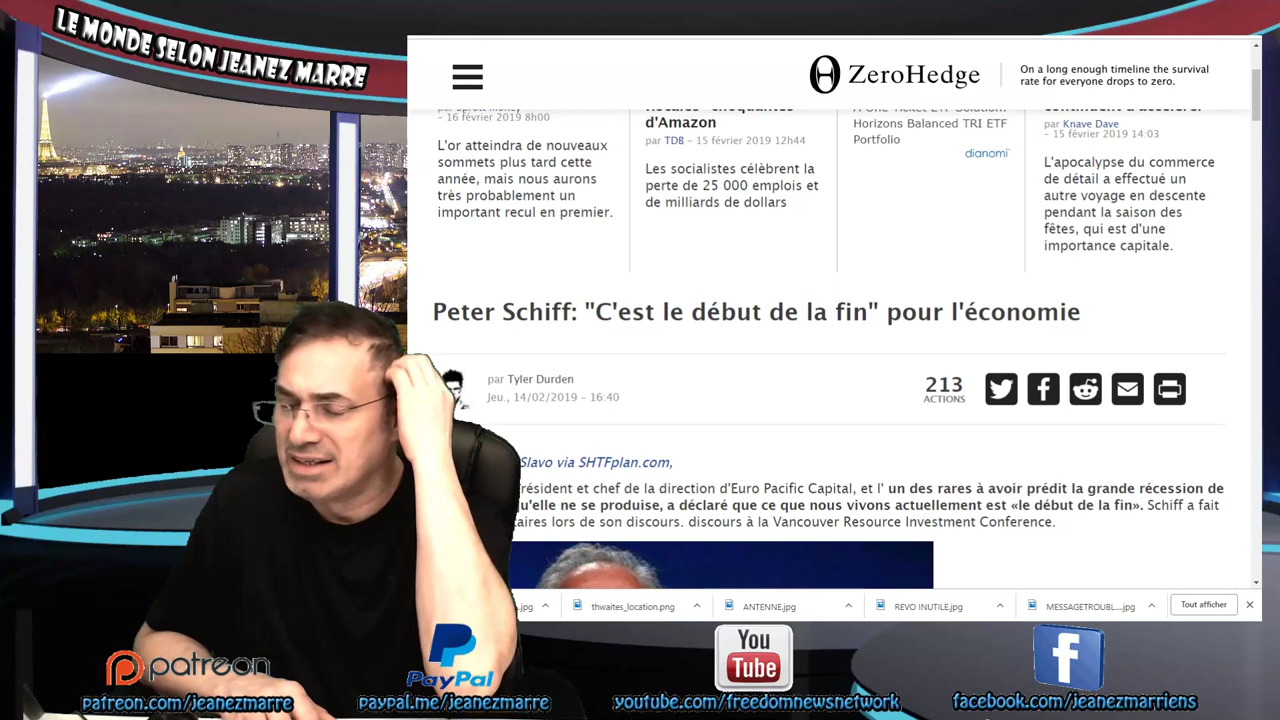 LE MONDE SELON JEANEZ MARRE
ZeroHedge
On a long enough timeline the survival
rate for everyone drops to zero.
- 16 février 2019 8h00
L'or atteindra de nouveaux
sommets plus tard cette
année, mais nous aurons
très probablement un
important recul en premier.
d'Amazon
par TDB - 15 février 2019 12h44
Les socialistes célèbrent la
perte de 25 000 emplois et
de milliards de dollars
A One-Ticket ETF Solution:
Horizons Balanced TRI ETF
Portfolio
dianomi
par Knave Dave
- 15 février 2019 14:03
L'apocalypse du commerce
de détail a effectué un
autre voyage en descente
pendant la saison des
fêtes, qui est d'une
importance capitale.
Peter Schiff: "C'est le début de la fin" pour l'économie
par Tyler Durden
Jeu., 14/02/2019 - 16:40
213
ACTIONS
Slavo via SHTFplan.com,
résident et chef de la direction d'Euro Pacific Capital, et l' un des rares à avoir prédit la grande récession de
u'elle ne se produise, a déclaré que ce que nous vivons actuellement est «le début de la fin». Schiff a fait
taires lors de son discours. discours à la Vancouver Resource Investment Conference.
.jpg
thwaites_location.png
ANTENNE.jpg
REVO INUTILE.jpg
MESSAGETROUBL....jpg
Tout afficher
patreon
PayPal
You
Tube
patreon.com/jeanezmarre
paypal.me/jeanezmarre
youtube.com/freedomnewsnetwork
facebook.com/jeanezmarriens